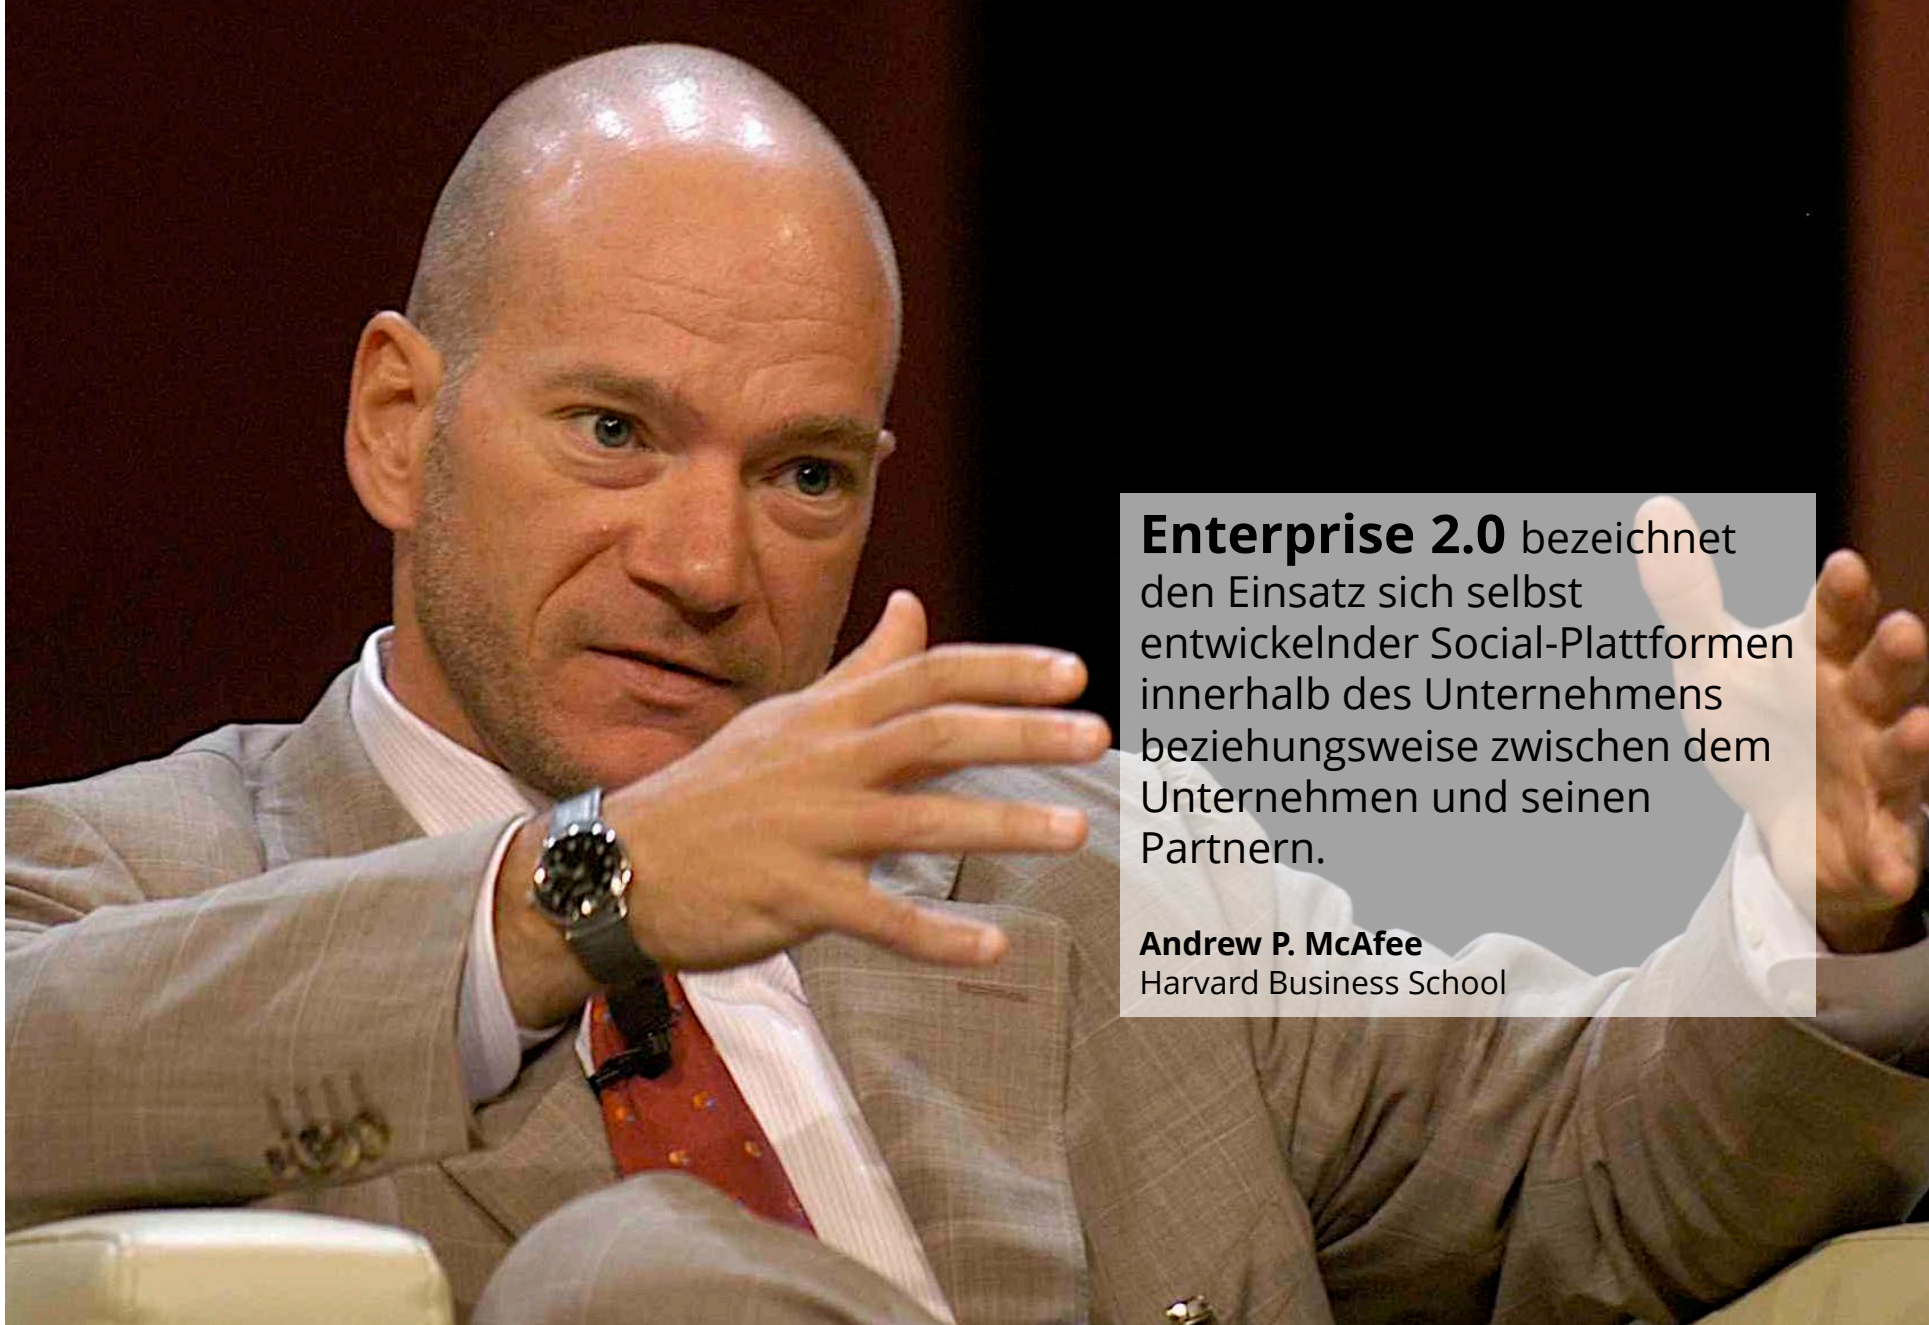 Enterprise 2.0 bezeichnet
den Einsatz sich selbst
entwickelnder Social-Plattformen
innerhalb des Unternehmens
beziehungsweise zwischen dem
Unternehmen und seinen
Partnern.
Andrew P. McAfee
Harvard Business School